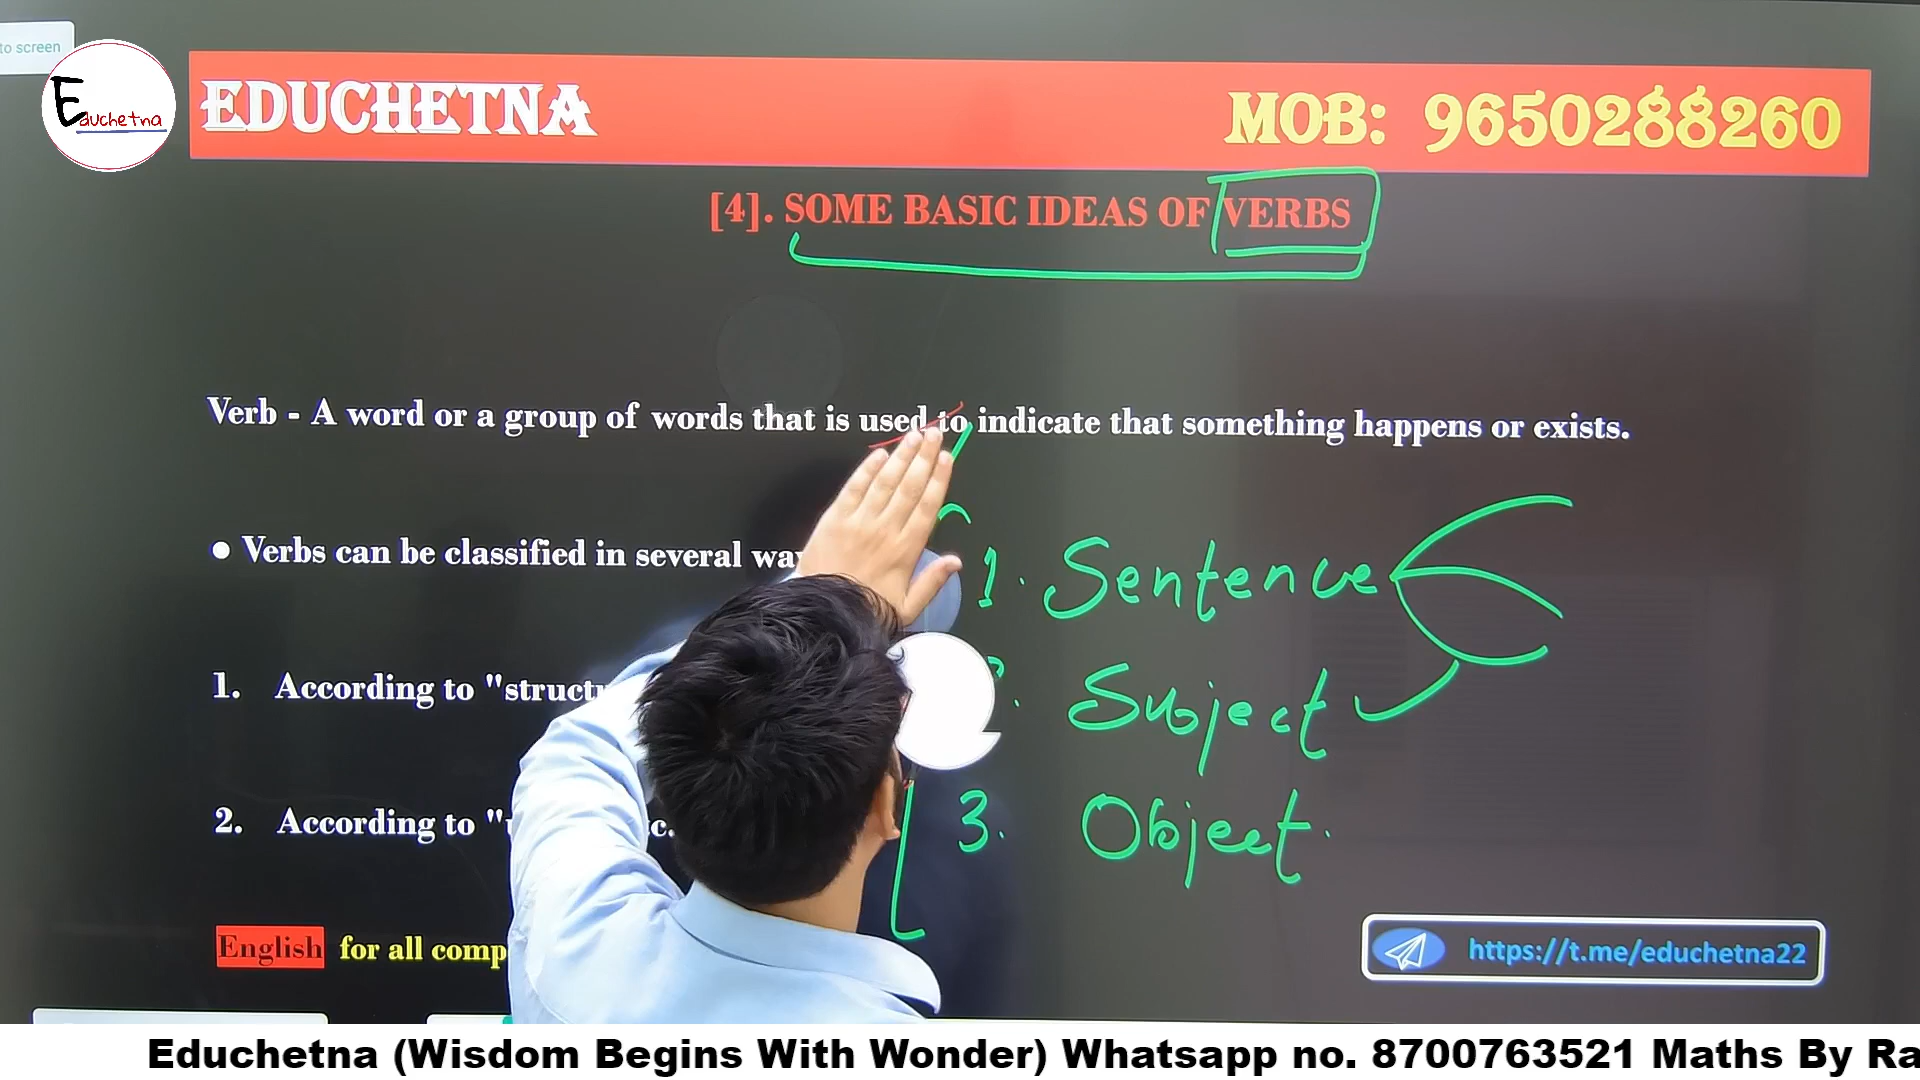 to screen
Educhetna
EDUCHETNA
MOB: 9650288260
[4]. SOME BASIC IDEAS OF VERBS
Verb - A word or a group of words that is used to indicate that something happens or exists.
● Verbs can be classified in several
1. According to "struct
2. According to "
English for all comp
1. Sentence
2. Subject
3. Object.
https://t.me/educhetna22
Educhetna (Wisdom Begins With Wonder) Whatsapp no. 8700763521 Maths By Ra